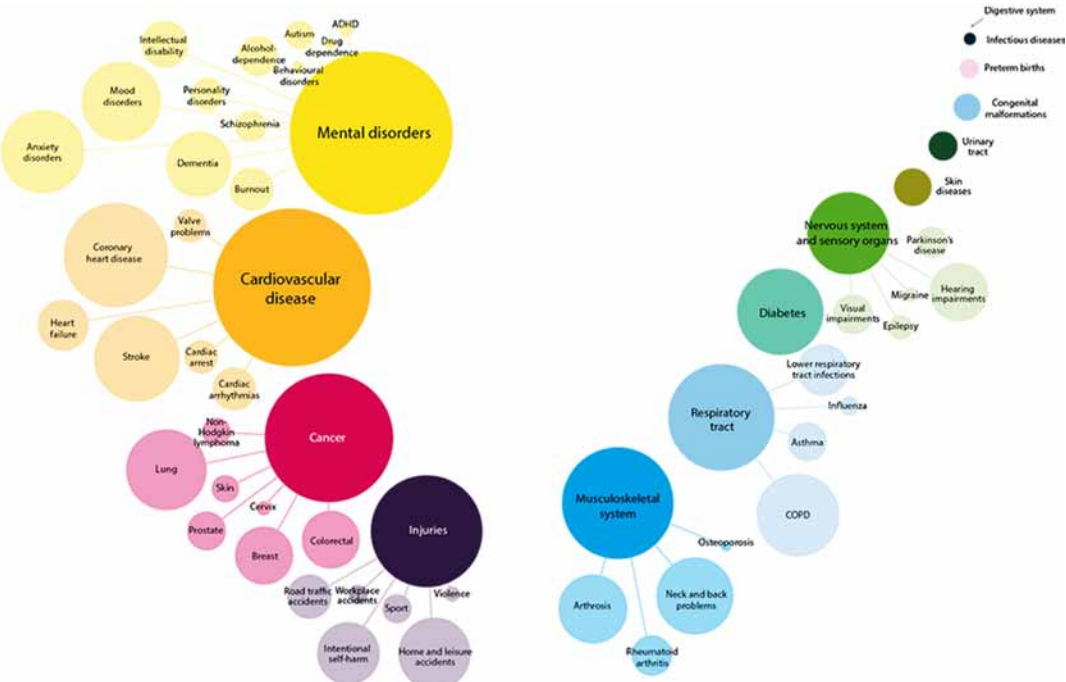 ADHD
Autism
Drug
dependence
Intellectual
disability
Alcohol-
dependence
Behavioural
disorders
Mood
disorders
Personality
disorders
Schizophrenia
Mental disorders
Anxiety
disorders
Dementia
Burnout
Valve
problems
Coronary
heart disease
Cardiovascular
disease
Heart
failure
Stroke
Cardiac
arrest
Cardiac
arrhythmias
Non-
Hodgkin
lymphoma
Cancer
Lung
Skin
Cervix
Prostate
Breast
Colorectal
Injuries
Road traffic
accidents
Workplace
accidents
Sport
Violence
Intentional
self-harm
Home and leisure
accidents
Digestive system
Infectious diseases
Preterm births
Congenital
malformations
Urinary
tract
Skin
diseases
Nervous system
and sensory organs
Parkinson's
disease
Hearing
impairments
Migraine
Visual
impairments
Epilepsy
Diabetes
Lower respiratory
tract infections
Influenza
Respiratory
tract
Asthma
COPD
Musculoskeletal
system
Osteoporosis
Neck and back
problems
Arthrosis
Rheumatoid
arthritis